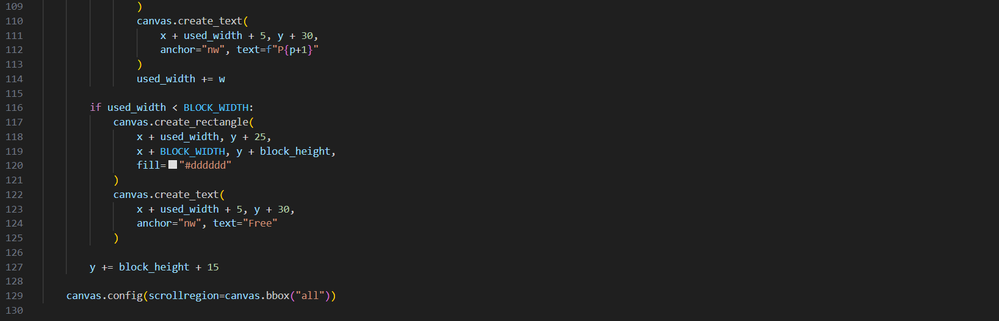 109 )
110 canvas.create_text(
111 x + used_width + 5, y + 30,
112 anchor="nw", text=f"P{p+1}"
113 )
114 used_width += w
115
116 if used_width < BLOCK_WIDTH:
117 canvas.create_rectangle(
118 x + used_width, y + 25,
119 x + BLOCK_WIDTH, y + block_height,
120 fill="#dddddd"
121 )
122 canvas.create_text(
123 x + used_width + 5, y + 30,
124 anchor="nw", text="Free"
125 )
126
127 y += block_height + 15
128
129 canvas.config(scrollregion=canvas.bbox("all"))
130